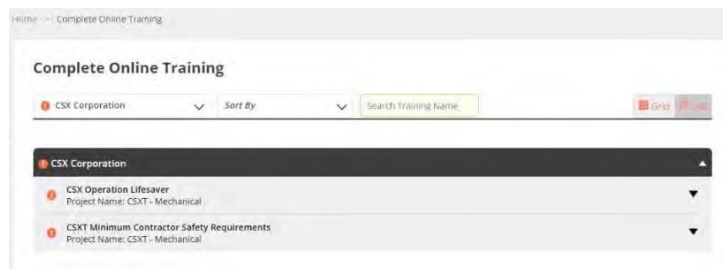 Home > Complete Online Training
Complete Online Training
CSX Corporation Sort By Search Training Name Grid List
CSX Corporation
CSX Operation Lifesaver
Project Name: CSXT - Mechanical
CSXT Minimum Contractor Safety Requirements
Project Name: CSXT - Mechanical